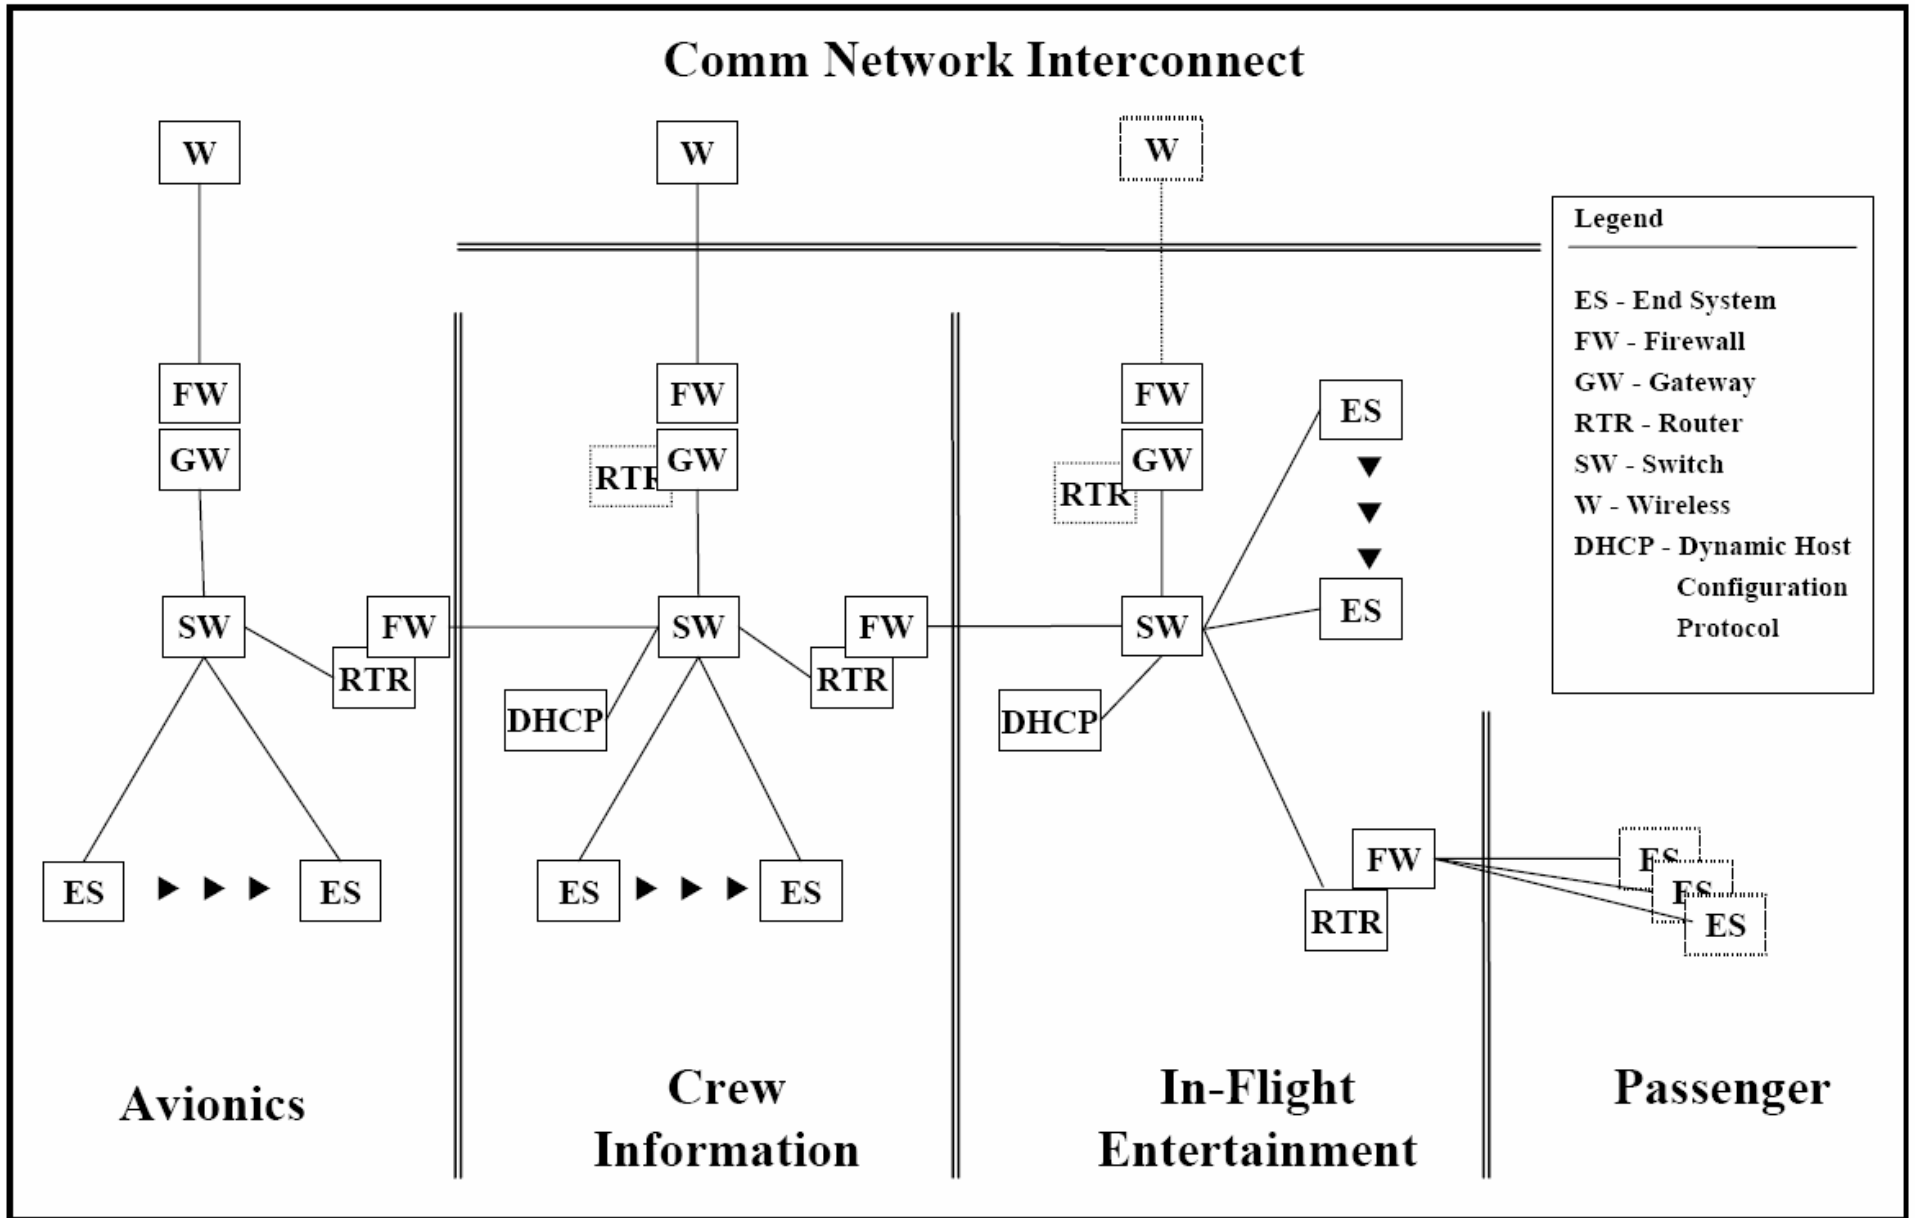 Comm Network Interconnect
W
W
W
Legend
ES - End System
FW - Firewall
GW - Gateway
RTR - Router
SW - Switch
W - Wireless
DHCP - Dynamic Host
Configuration
Protocol
FW
FW
FW
ES
GW
RTR
GW
RTR
GW
SW
FW
RTR
SW
FW
RTR
SW
ES
DHCP
DHCP
FW
RTR
ES
ES
ES
ES
ES
ES
ES
Avionics
Crew
Information
In-Flight
Entertainment
Passenger